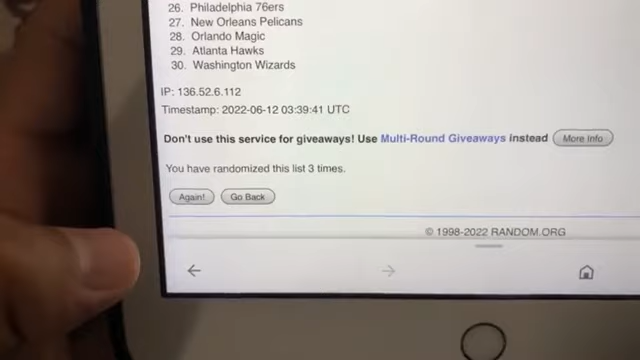 26. Philadelphia 76ers
27. New Orleans Pelicans
28. Orlando Magic
29. Atlanta Hawks
30. Washington Wizards
IP: 136.52.6.112
Timestamp: 2022-06-12 03:39:41 UTC
Don't use this service for giveaways! Use Multi-Round Giveaways instead More Info
You have randomized this list 3 times.
Again! Go Back
© 1998-2022 RANDOM.ORG